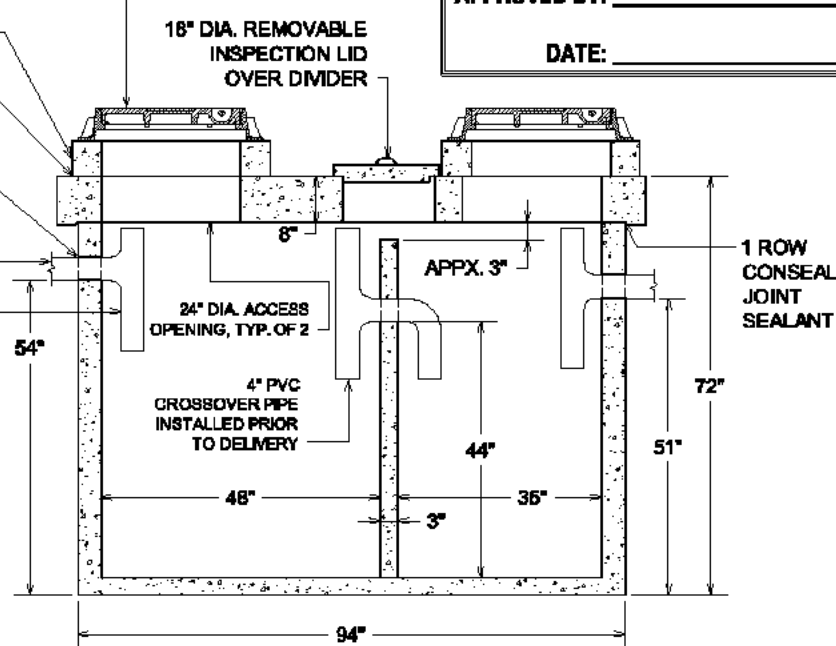 APPROVED BY:
DATE:
18" DIA. REMOVABLE
INSPECTION LID
OVER DIVIDER
8"
APPX. 3"
1 ROW
CONSEAL
JOINT
SEALANT
24" DIA. ACCESS
OPENING, TYP. OF 2
54"
4" PVC
CROSSOVER PIPE
INSTALLED PRIOR
TO DELIVERY
72"
44"
51"
48"
35"
3"
94"